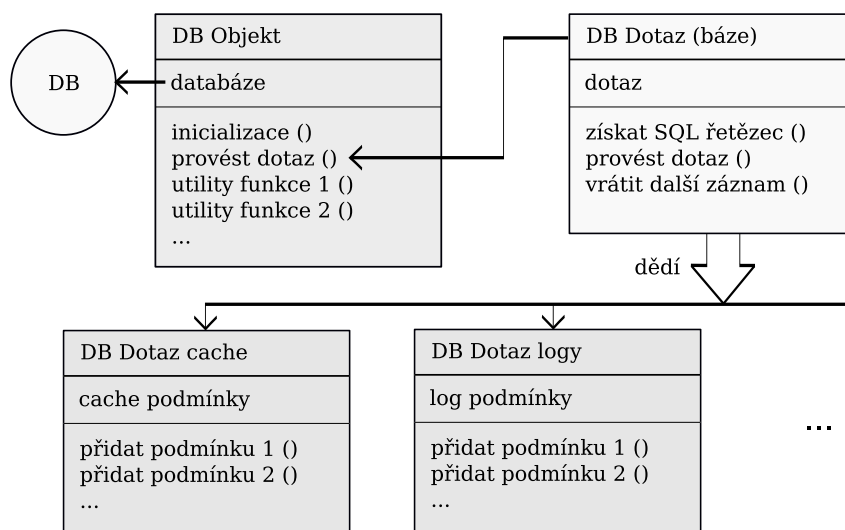 DB
DB Objekt
databáze
inicializace ()
provést dotaz ()
utility funkce 1 ()
utility funkce 2 ()
...
DB Dotaz (báze)
dotaz
získat SQL řetězec ()
provést dotaz ()
vrátit další záznam ()
dědí
DB Dotaz cache
cache podmínky
přidat podmínku 1 ()
přidat podmínku 2 ()
...
DB Dotaz logy
log podmínky
přidat podmínku 1 ()
přidat podmínku 2 ()
...
...